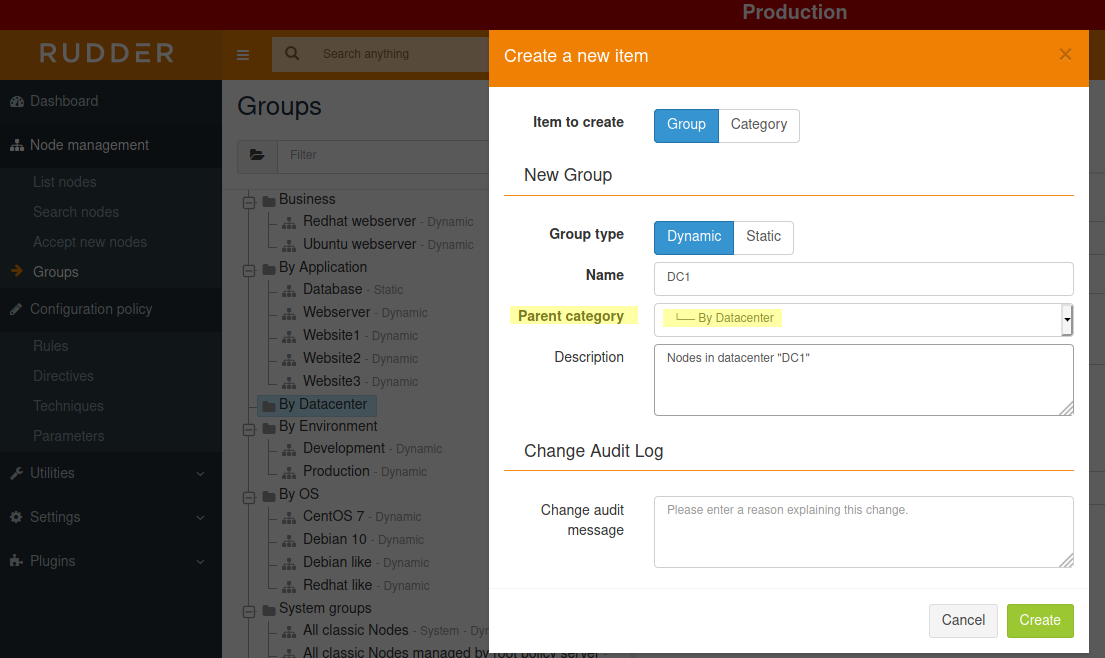 Production
RUDDER
Search anything
Dashboard
Node management
List nodes
Search nodes
Accept new nodes
Groups
Configuration policy
Rules
Directives
Techniques
Parameters
Utilities
Settings
Plugins
Groups
Filter
Business
Redhat webserver - Dynamic
Ubuntu webserver - Dynamic
By Application
Database - Static
Webserver - Dynamic
Website1 - Dynamic
Website2 - Dynamic
Website3 - Dynamic
By Datacenter
By Environment
Development - Dynamic
Production - Dynamic
By OS
CentOS 7 - Dynamic
Debian 10 - Dynamic
Debian like - Dynamic
Redhat like - Dynamic
System groups
All classic Nodes - System - Dy
All classic Nodes managed by root policy server -
Create a new item
Item to create Group Category
New Group
Group type Dynamic Static
Name DC1
Parent category └── By Datacenter
Description Nodes in datacenter "DC1"
Change Audit Log
Change audit message
Please enter a reason explaining this change.
Cancel Create